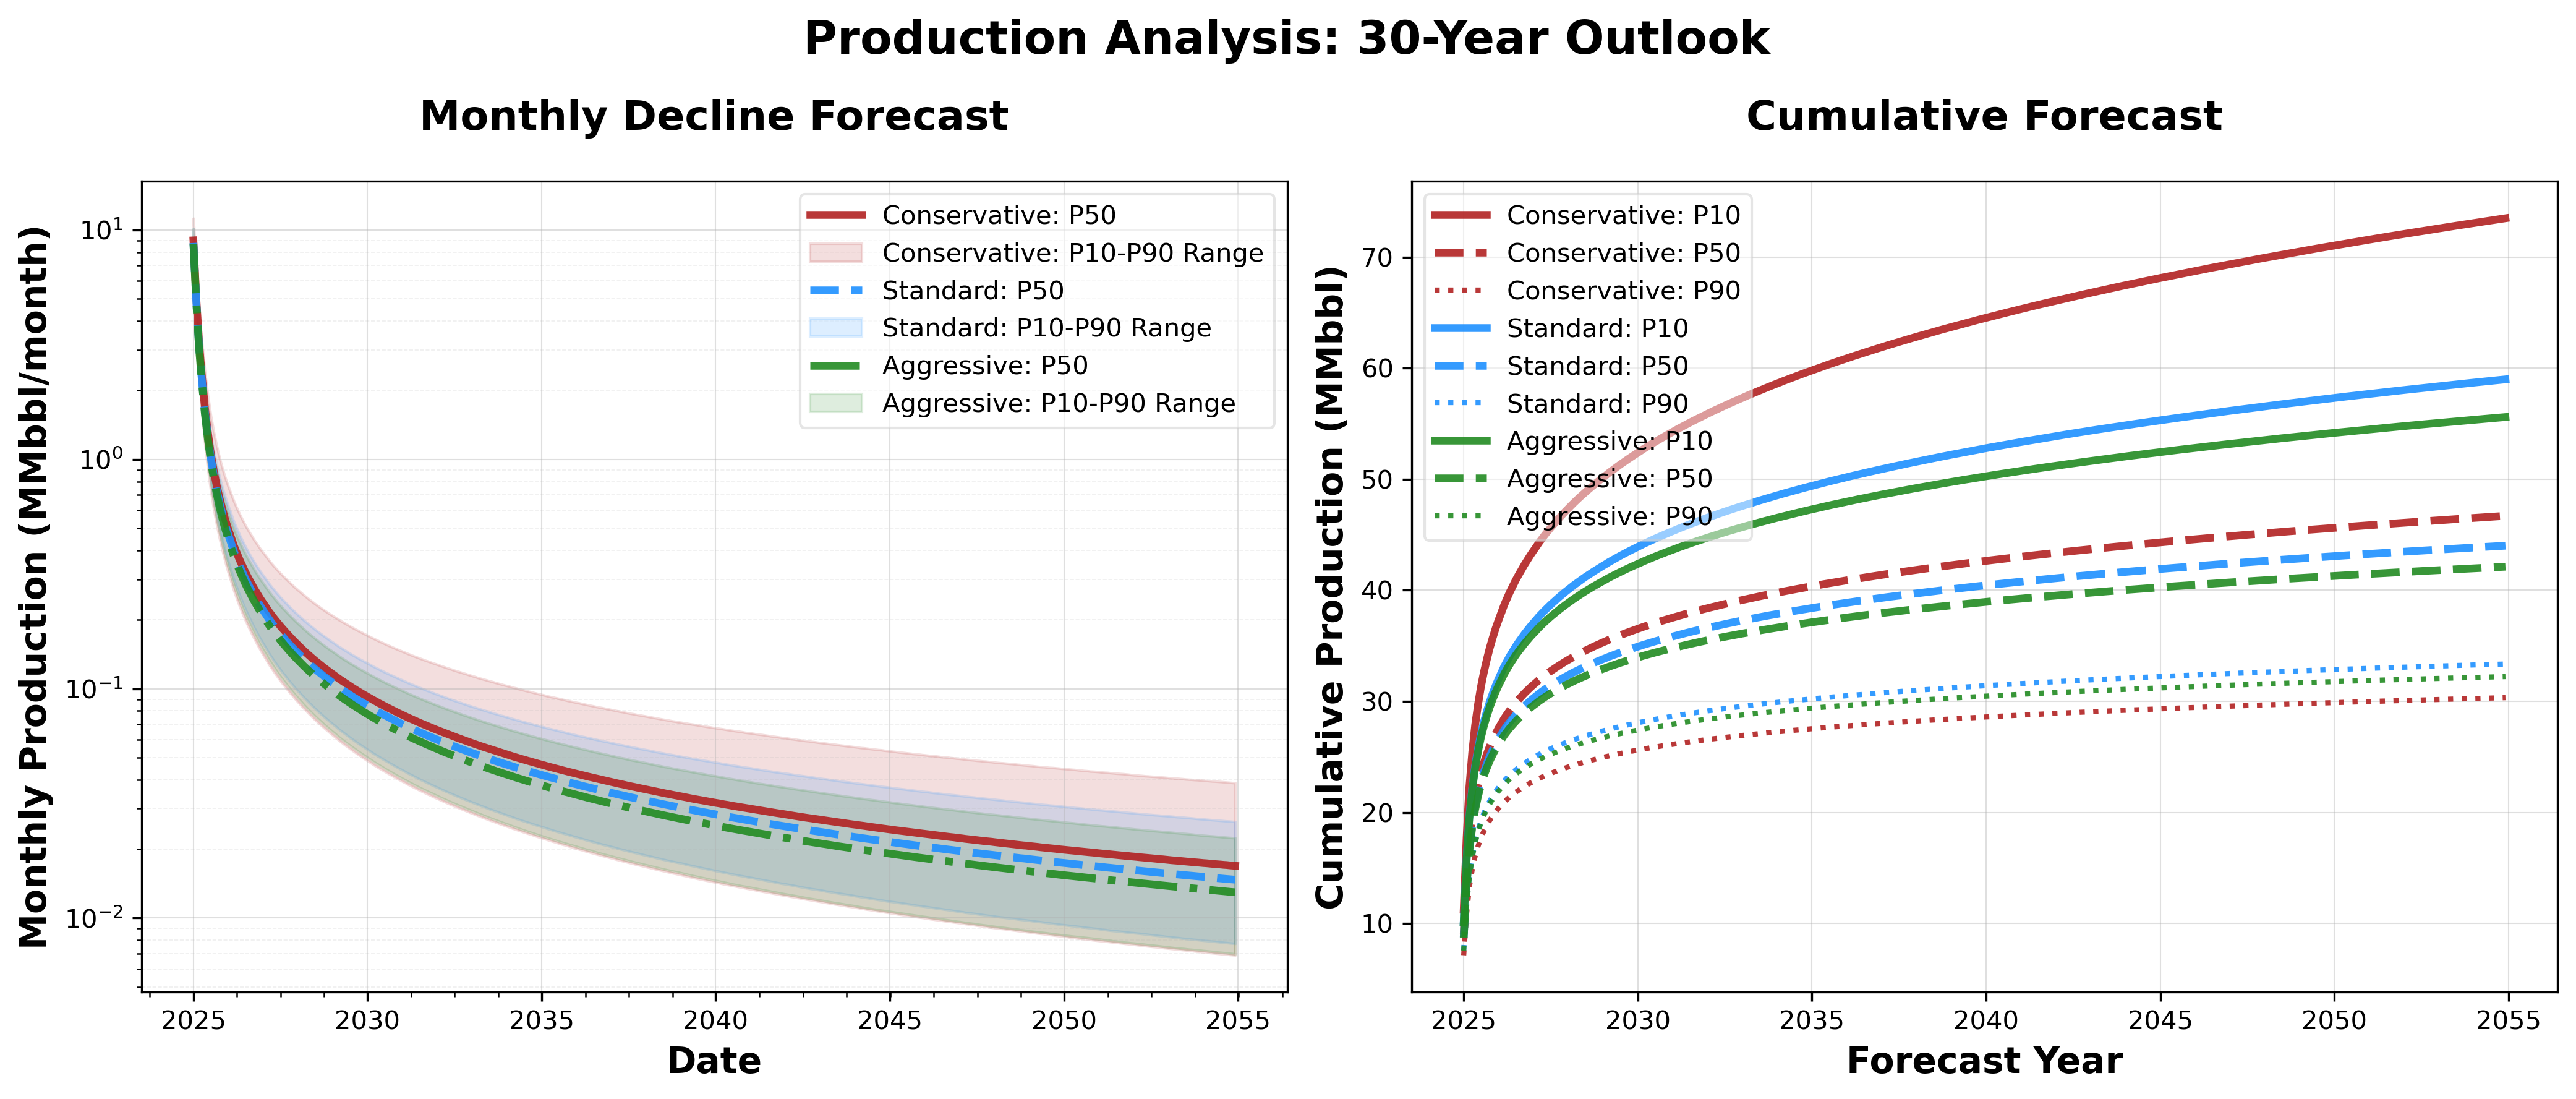 Production Analysis: 30-Year Outlook
Monthly Decline Forecast
Monthly Production (MMbbl/month)
10¹
10⁰
10⁻¹
10⁻²
Conservative: P50
Conservative: P10-P90 Range
Standard: P50
Standard: P10-P90 Range
Aggressive: P50
Aggressive: P10-P90 Range
2025 2030 2035 2040 2045 2050 2055
Date
Cumulative Forecast
Cumulative Production (MMbbl)
70
60
50
40
30
20
10
Conservative: P10
Conservative: P50
Conservative: P90
Standard: P10
Standard: P50
Standard: P90
Aggressive: P10
Aggressive: P50
Aggressive: P90
2025 2030 2035 2040 2045 2050 2055
Forecast Year